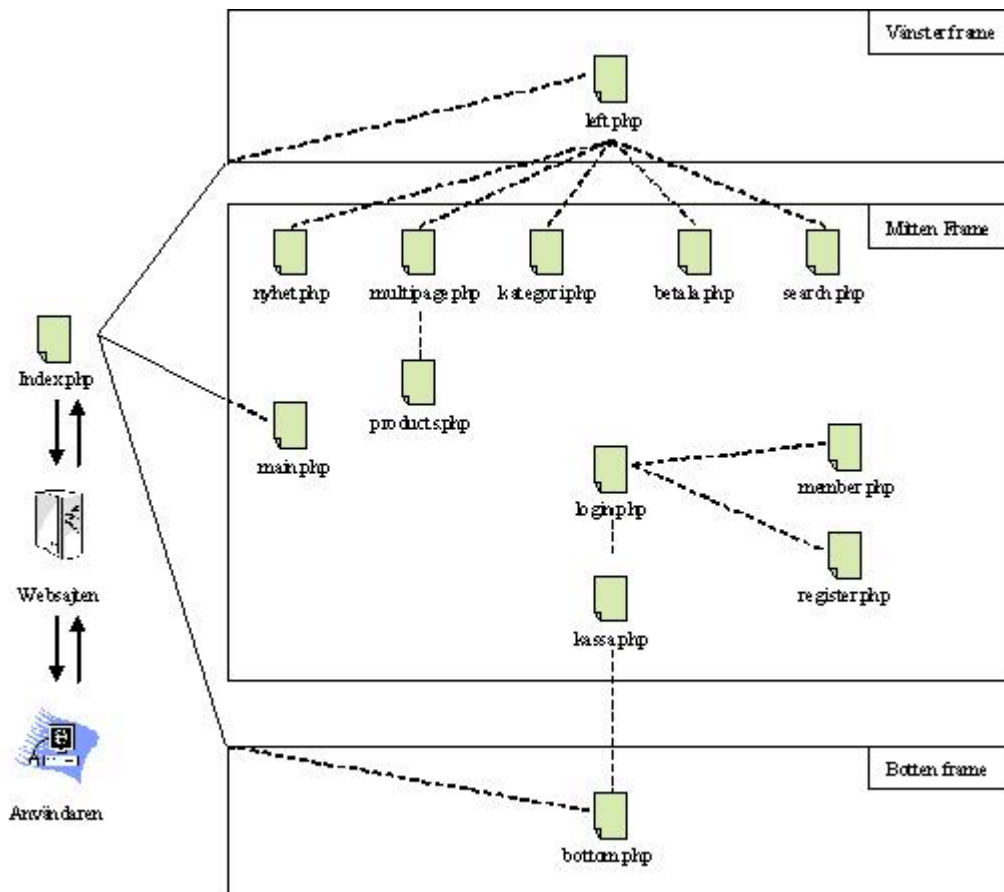 Vänsterframe
left.php
Mitten Frame
nyhet.php
multipage.php
kategori.php
betala.php
search.php
Index.php
products.php
main.php
login.php
member.php
register.php
Websajten
kassa.php
Botten frame
Användaren
bottom.php